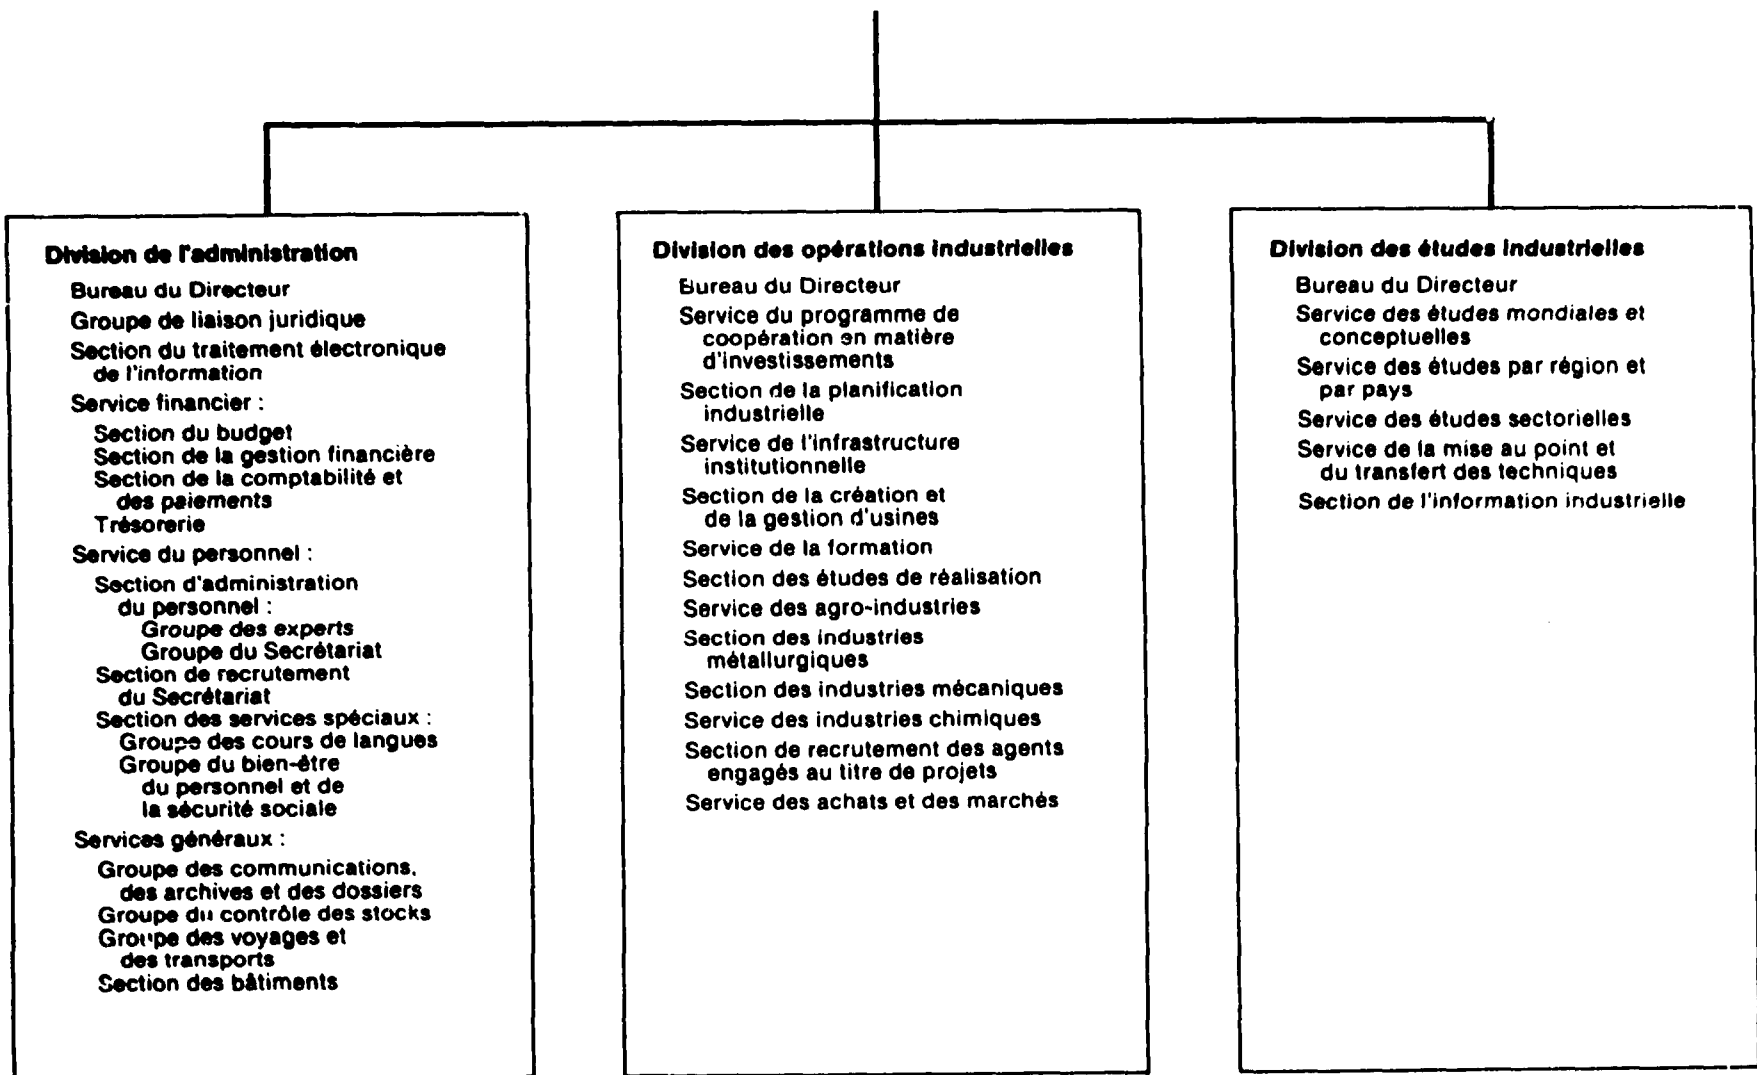 Division de l'administration
Bureau du Directeur
Groupe de liaison juridique
Section du traitement électronique
de l'information
Service financier :
Section du budget
Section de la gestion financière
Section de la comptabilité et
des paiements
Trésorerie
Service du personnel :
Section d'administration
du personnel :
Groupe des experts
Groupe du Secrétariat
Section de recrutement
du Secrétariat
Section des services spéciaux :
Groupe des cours de langues
Groupe du bien-être
du personnel et de
la sécurité sociale
Services généraux :
Groupe des communications,
des archives et des dossiers
Groupe du contrôle des stocks
Groupe des voyages et
des transports
Section des bâtiments
Division des opérations industrielles
Bureau du Directeur
Service du programme de
coopération en matière
d'investissements
Section de la planification
industrielle
Service de l'infrastructure
institutionnelle
Section de la création et
de la gestion d'usines
Service de la formation
Section des études de réalisation
Service des agro-industries
Section des industries
métallurgiques
Section des industries mécaniques
Service des industries chimiques
Section de recrutement des agents
engagés au titre de projets
Service des achats et des marchés
Division des études industrielles
Bureau du Directeur
Service des études mondiales et
conceptuelles
Service des études par région et
par pays
Service des études sectorielles
Service de la mise au point et
du transfert des techniques
Section de l'information industrielle